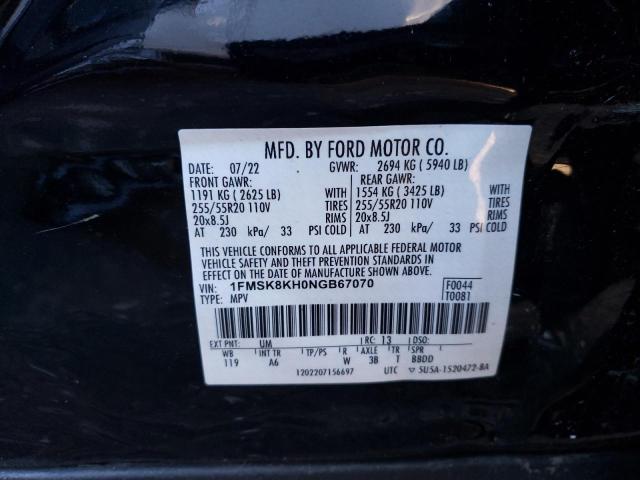 MFD. BY FORD MOTOR CO.
DATE: 07/22 GVWR: 2694 KG ( 5940 LB)
FRONT GAWR: REAR GAWR:
1191 KG ( 2625 LB) WITH 1554 KG ( 3425 LB) WITH
255/55R20 110V TIRES 255/55R20 110V TIRES
20x8.5J RIMS 20x8.5J RIMS
AT 230 kPa/ 33 PSI COLD AT 230 kPa/ 33 PSI COLD
THIS VEHICLE CONFORMS TO ALL APPLICABLE FEDERAL MOTOR
VEHICLE SAFETY AND THEFT PREVENTION STANDARDS IN
EFFECT ON THE DATE OF MANUFACTURE SHOWN ABOVE.
VIN: 1FMSK8KH0NGB67070 F0044
TYPE: MPV T0081
EXT PNT: UM RC: 13 DSO:
WB INT TR TP/PS R AXLE TR SPR
119 A6 W 3B T BBDD
1202207156697 UTC ▽ 5U5A-1520472-BA